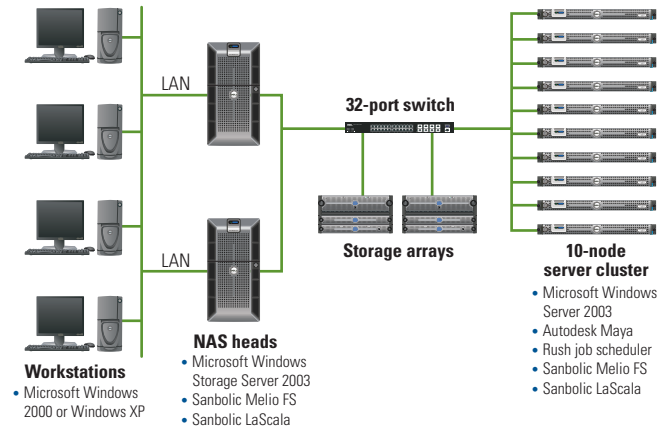 LAN
32-port switch
Storage arrays
LAN
10-node
server cluster
• Microsoft Windows
Server 2003
• Autodesk Maya
• Rush job scheduler
• Sanbolic Melio FS
• Sanbolic LaScala
NAS heads
• Microsoft Windows
Storage Server 2003
• Sanbolic Melio FS
• Sanbolic LaScala
Workstations
• Microsoft Windows
2000 or Windows XP